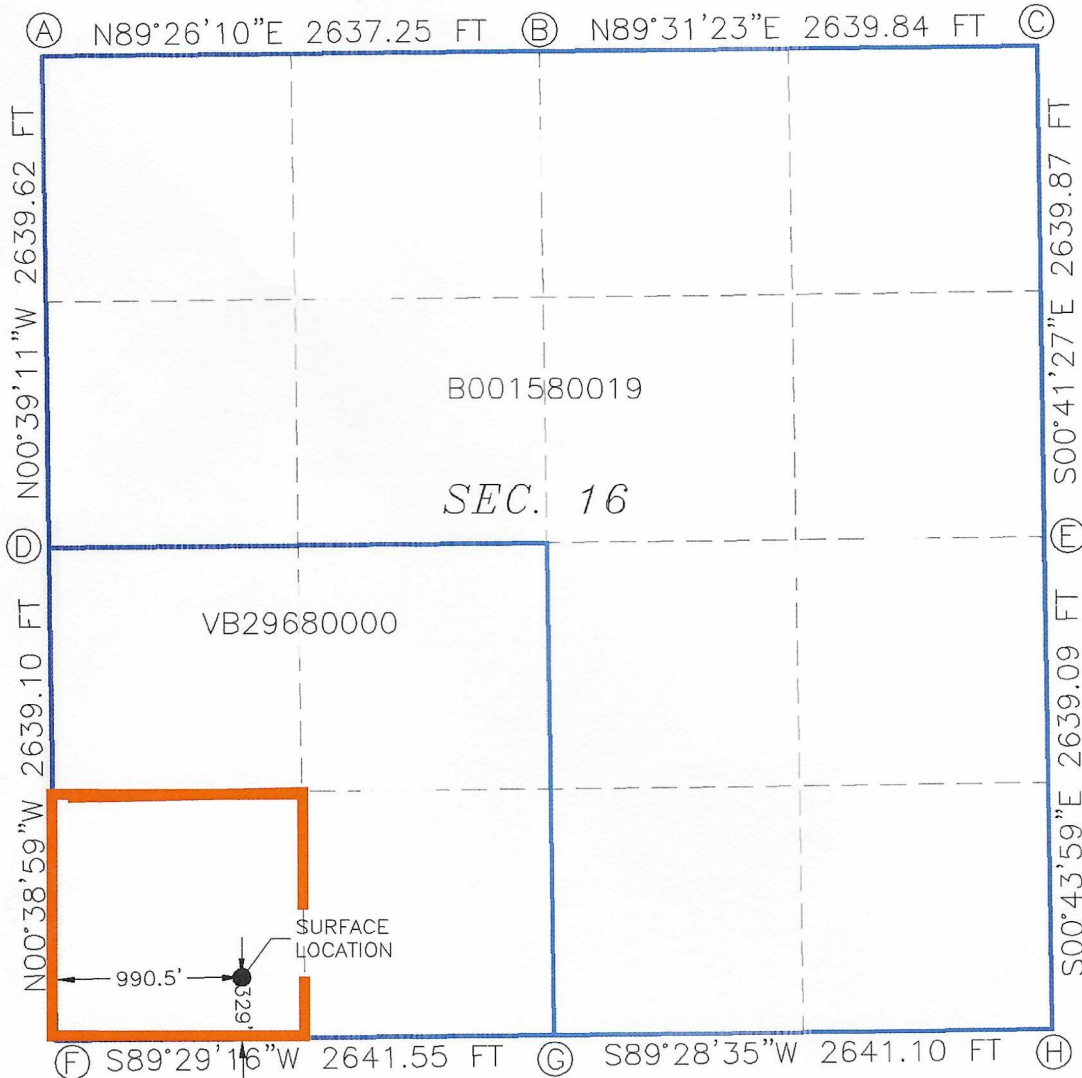 A N89°26'10"E 2637.25 FT B N89°31'23"E 2639.84 FT C
N00°39'11"W 2639.62 FT
S00°41'27"E 2639.87 FT
B001580019
SEC. 16
D
E
VB29680000
N00°38'59"W 2639.10 FT
S00°43'59"E 2639.09 FT
SURFACE
LOCATION
990.5'
329'
F S89°29'16"W 2641.55 FT G S89°28'35"W 2641.10 FT H